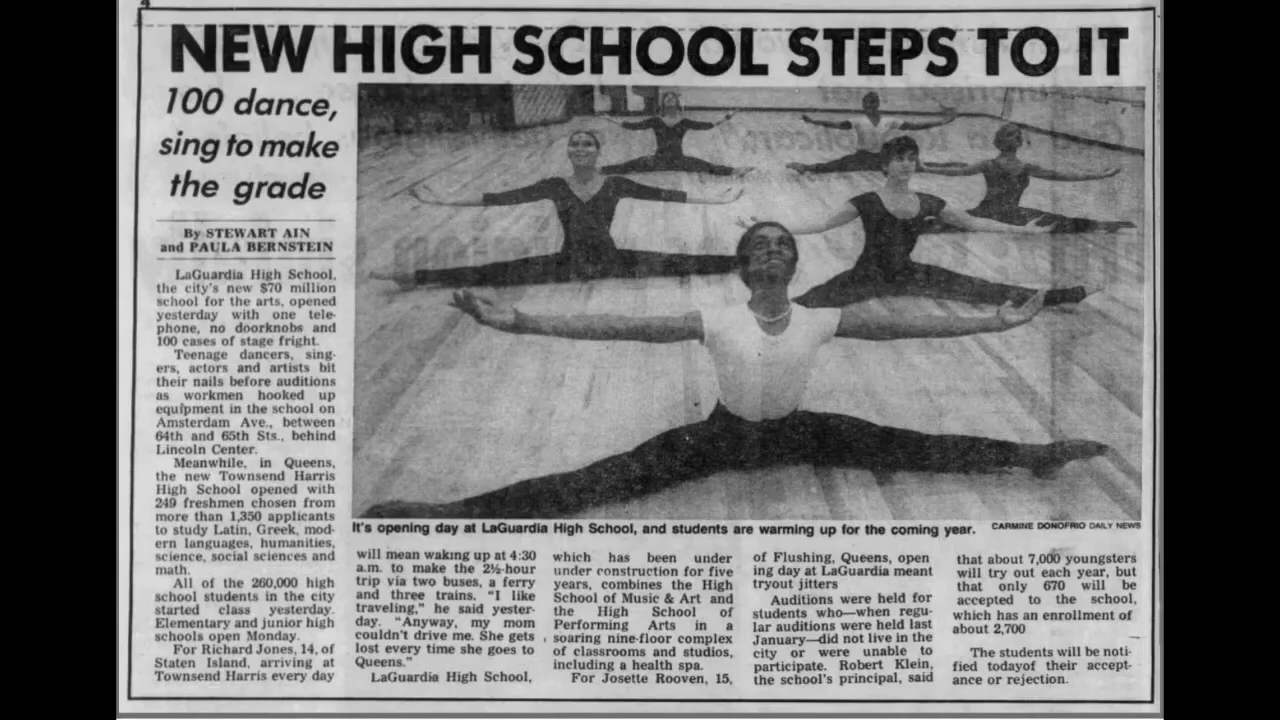 NEW HIGH SCHOOL STEPS TO IT
100 dance,
sing to make
the grade
By STEWART AIN
and PAULA BERNSTEIN
LaGuardia High School,
the city's new $70 million
school for the arts, opened
yesterday with one tele-
phone, no doorknobs and
100 cases of stage fright.
Teenage dancers, sing-
ers, actors and artists bit
their nails before auditions
as workmen hooked up
equipment in the school on
Amsterdam Ave., between
64th and 65th Sts., behind
Lincoln Center.
Meanwhile, in Queens,
the new Townsend Harris
High School opened with
249 freshmen chosen from
more than 1,350 applicants
to study Latin, Greek, mod-
ern languages, humanities,
science, social sciences and
math.
All of the 260,000 high
school students in the city
started class yesterday.
Elementary and junior high
schools open Monday.
For Richard Jones, 14, of
Staten Island, arriving at
Townsend Harris every day
It's opening day at LaGuardia High School, and students are warming up for the coming year.
CARMINE DONOFRIO DAILY NEWS
will mean waking up at 4:30
a.m. to make the 2½-hour
trip via two buses, a ferry
and three trains. "I like
traveling," he said yester-
day. "Anyway, my mom
couldn't drive me. She gets
lost every time she goes to
Queens."
LaGuardia High School,
which has been under
under construction for five
years, combines the High
School of Music & Art and
the High School of
Performing Arts in a
soaring nine-floor complex
of classrooms and studios,
including a health spa.
For Josette Rooven, 15,
of Flushing, Queens, open
ing day at LaGuardia meant
tryout jitters
Auditions were held for
students who—when regu-
lar auditions were held last
January—did not live in the
city or were unable to
participate. Robert Klein,
the school's principal, said
that about 7,000 youngsters
will try out each year, but
that only 670 will be
accepted to the school,
which has an enrollment of
about 2,700
The students will be noti-
fied todayof their accept-
ance or rejection.